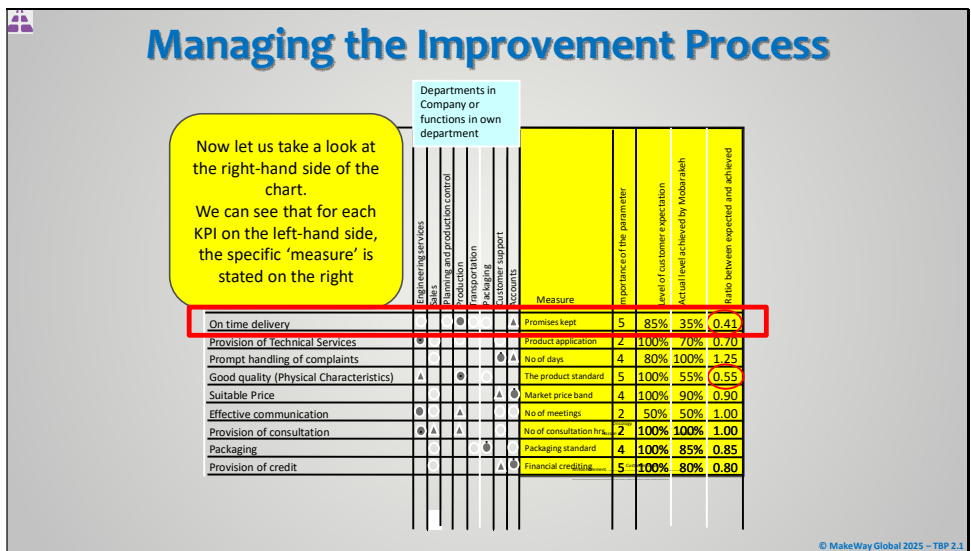 Managing the Improvement Process
Departments in
Company or
functions in own
department
Now let us take a look at
the right-hand side of the
chart.
We can see that for each
KPI on the left-hand side,
the specific ‘measure’ is
stated on the right
Engineering services
Sales
Planning and production control
Production
Transportation
Packaging
Customer support
Accounts
Measure
Importance of the parameter
Level of customer expectation
Actual level achieved by Mobarakeh
Ratio between expected and achieved
On time delivery Promises kept 5 85% 35% 0.41
Provision of Technical Services Product application 2 100% 70% 0.70
Prompt handling of complaints No of days 4 80% 100% 1.25
Good quality (Physical Characteristics) The product standard 5 100% 55% 0.55
Suitable Price Market price band 4 100% 90% 0.90
Effective communication No of meetings 2 50% 50% 1.00
Provision of consultation No of consultation hrs 2 100% 100% 1.00
Packaging Packaging standard 4 100% 85% 0.85
Provision of credit Financial crediting 5 100% 80% 0.80
© MakeWay Global 2025 – TBP 2.1